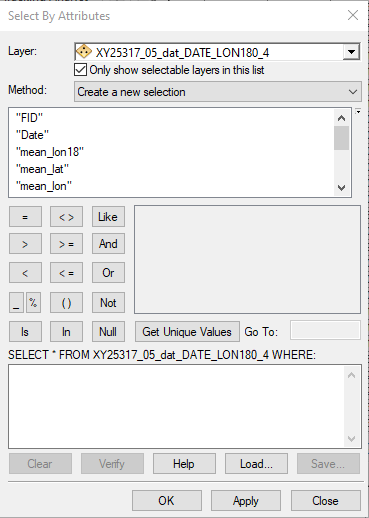 Select By Attributes
Layer: XY25317_05_dat_DATE_LON180_4
Only show selectable layers in this list
Method: Create a new selection
"FID"
"Date"
"mean_lon18"
"mean_lat"
"mean_lon"
= < > Like
> > = And
< < = Or
_ % ( ) Not
Is In Null Get Unique Values Go To:
SELECT * FROM XY25317_05_dat_DATE_LON180_4 WHERE:
Clear Verify Help Load... Save...
OK Apply Close